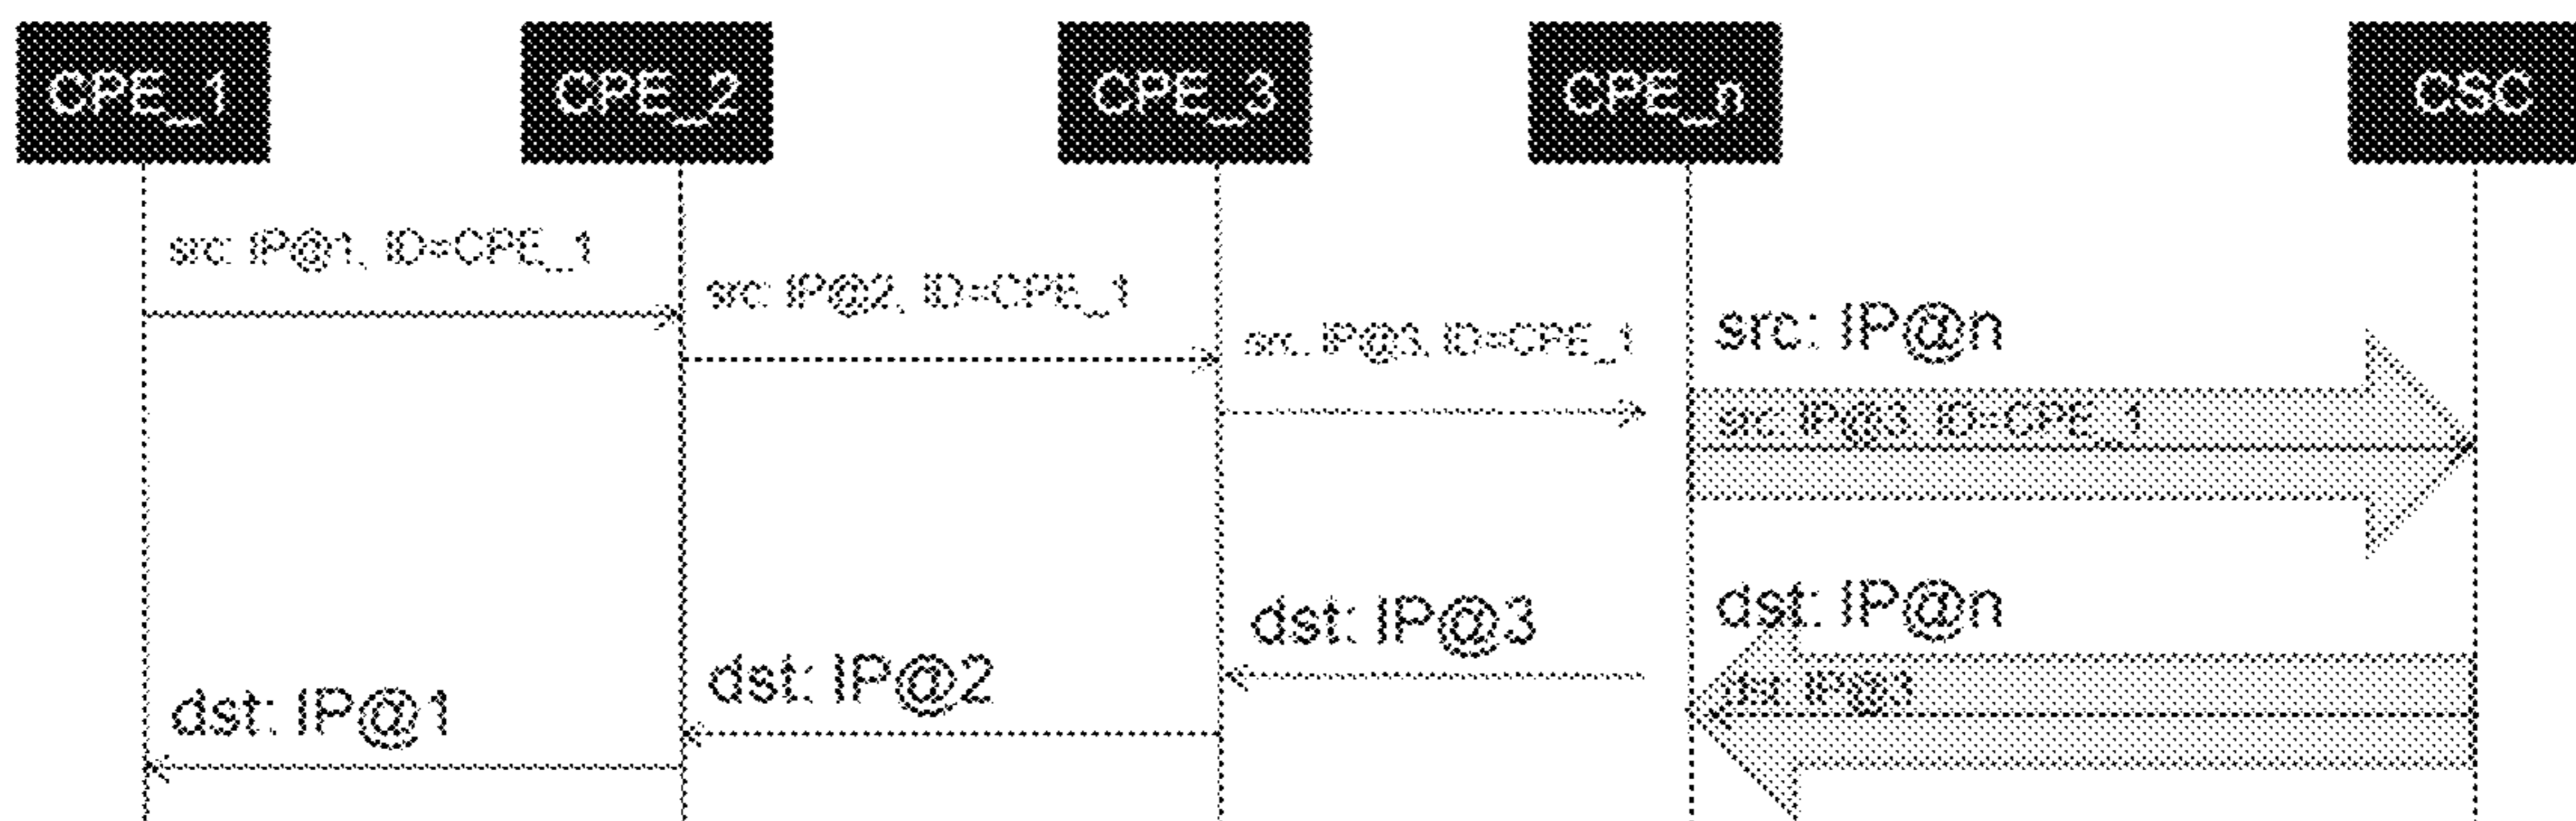 CPE_1
CPE_2
CPE_3
CPE_n
CSC
src: IP@1, ID=CPE_1
src: IP@2, ID=CPE_1
src: IP@3, ID=CPE_1
src: IP@n
src: IP@3, ID=CPE_1
dst: IP@n
dst: IP@3
dst: IP@3
dst: IP@2
dst: IP@1